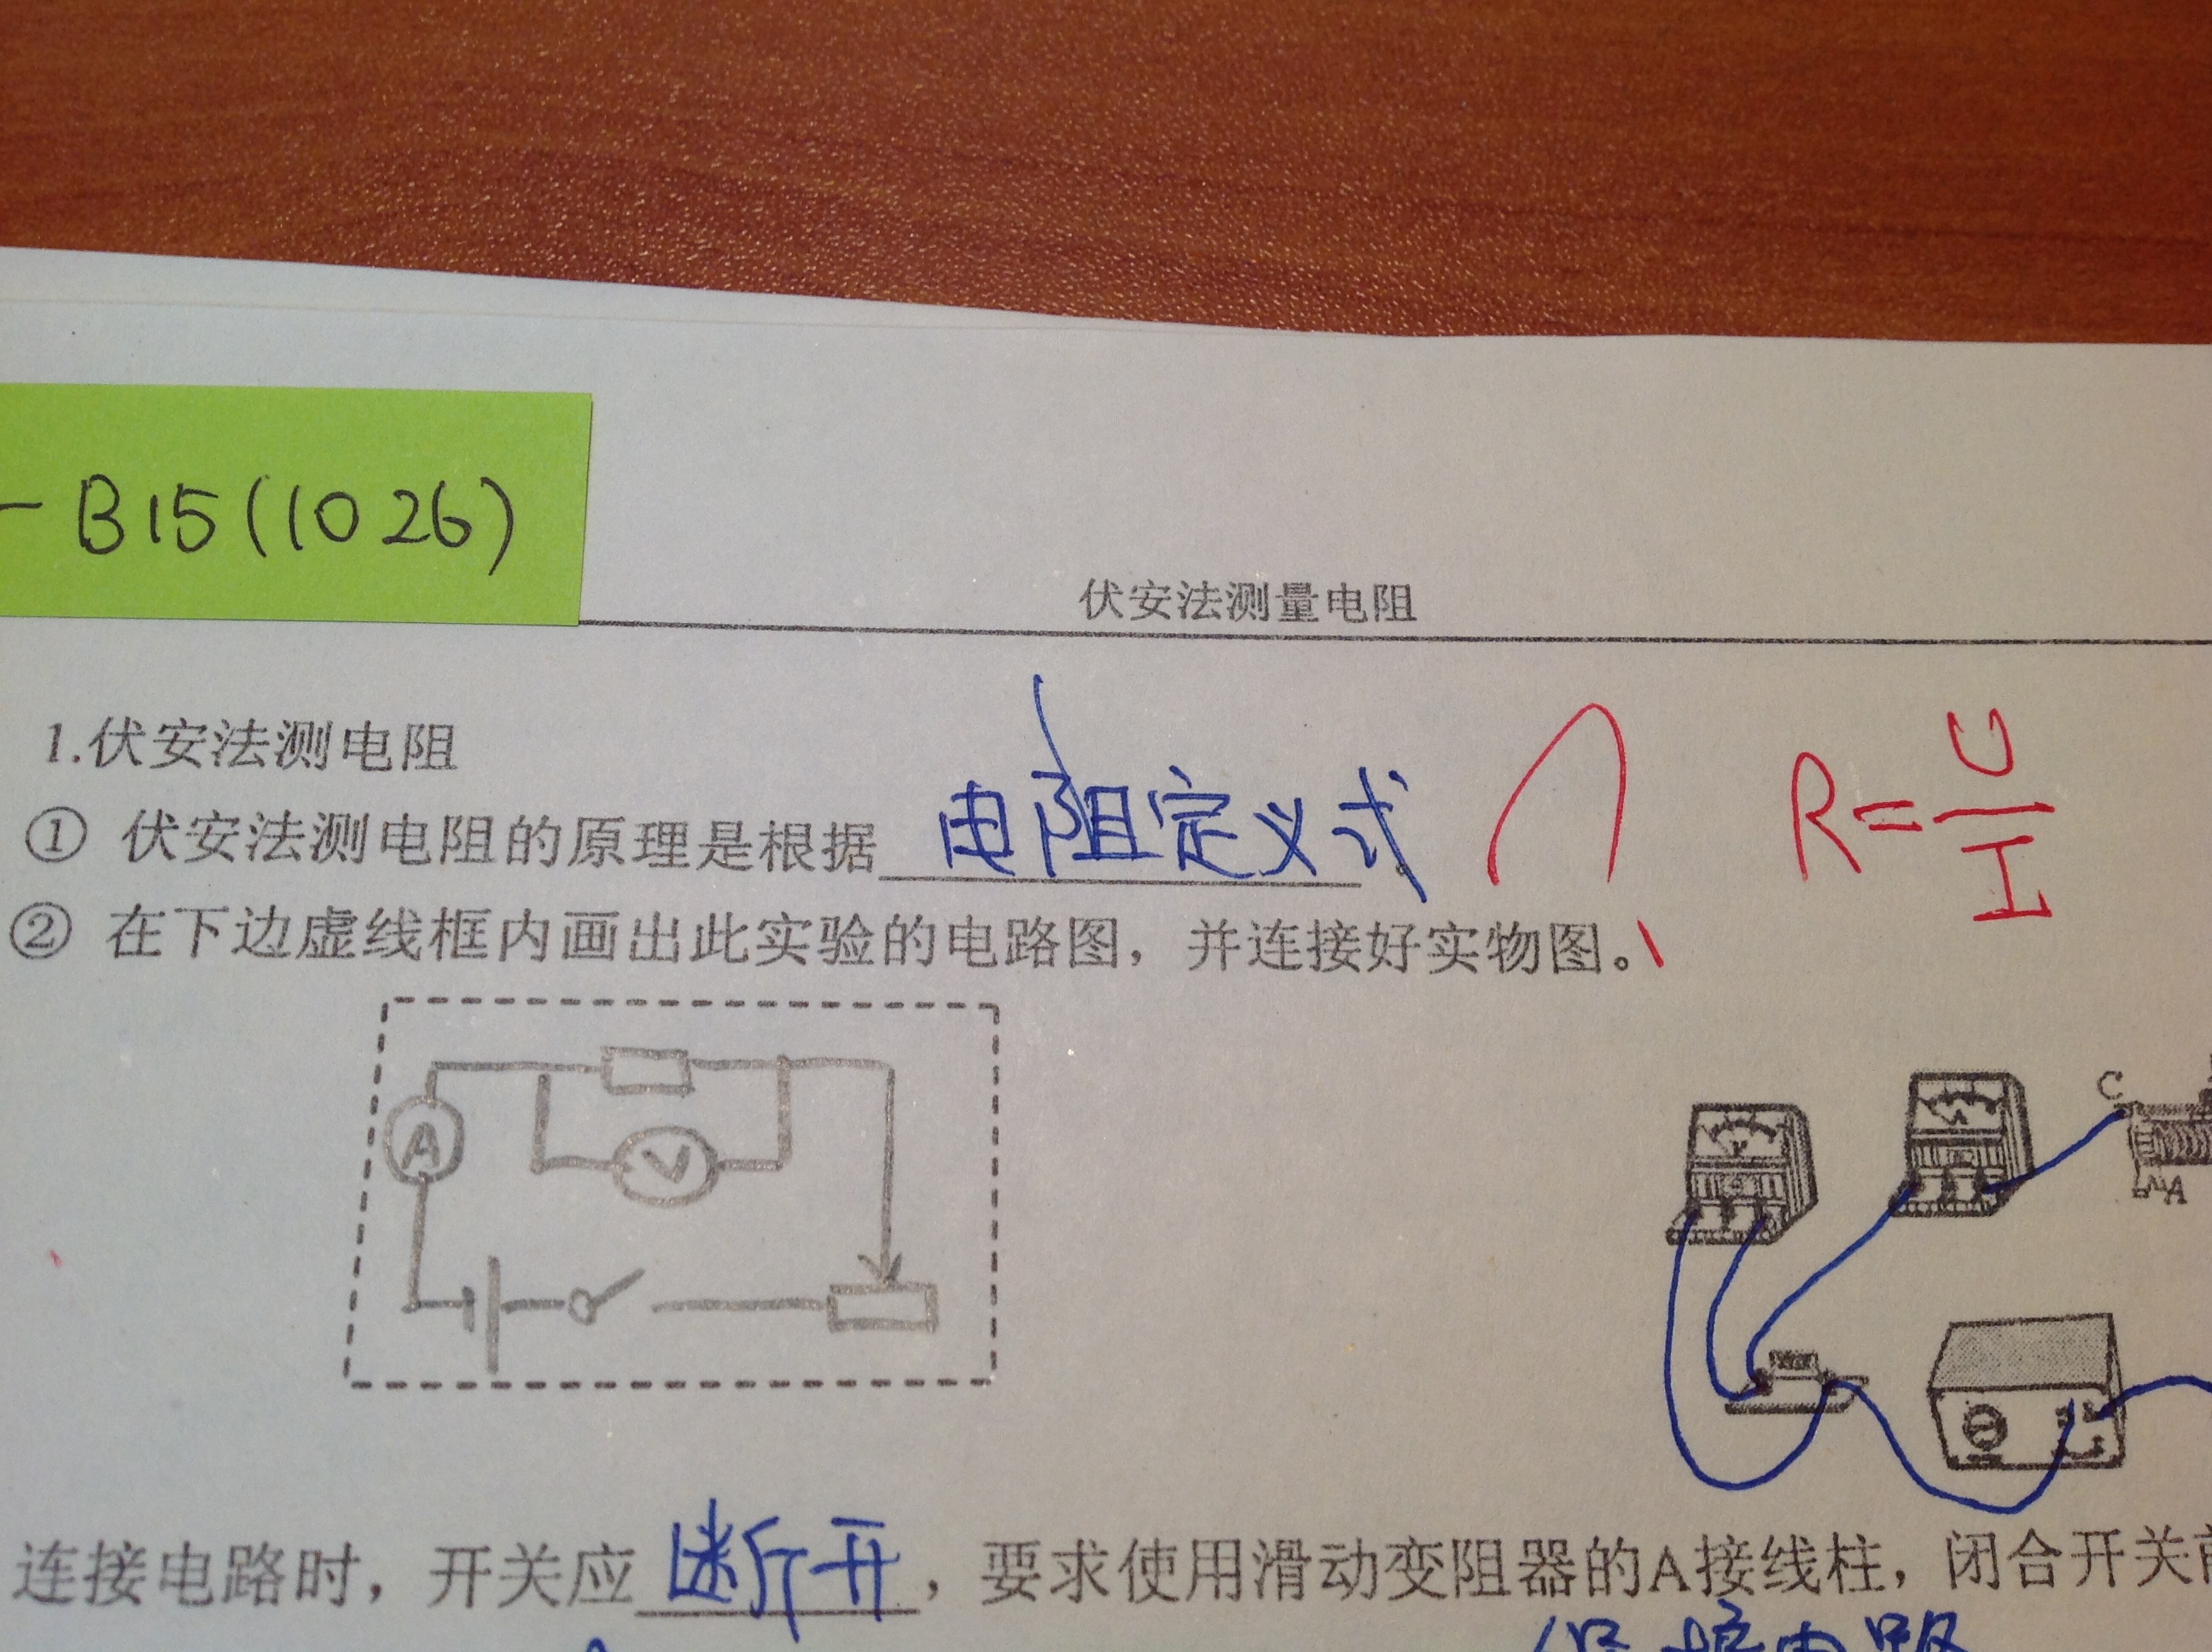 -B15(1026)
伏安法测量电阻
1.伏安法测电阻
① 伏安法测电阻的原理是根据 电阻定义式 。 R=U/I
② 在下边虚线框内画出此实验的电路图，并连接好实物图。
A
V
V
A
C
A
连接电路时，开关应断开，要求使用滑动变阻器的A接线柱，闭合开关